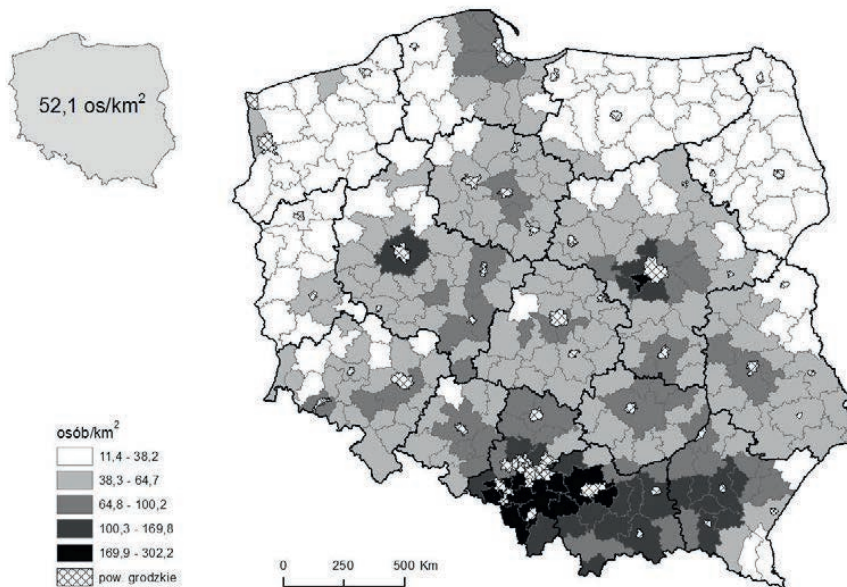 52,1 os/km²
osób/km²
11,4 - 38,2
38,3 - 64,7
64,8 - 100,2
100,3 - 169,8
169,9 - 302,2
pow. grodzkie
0 250 500 Km